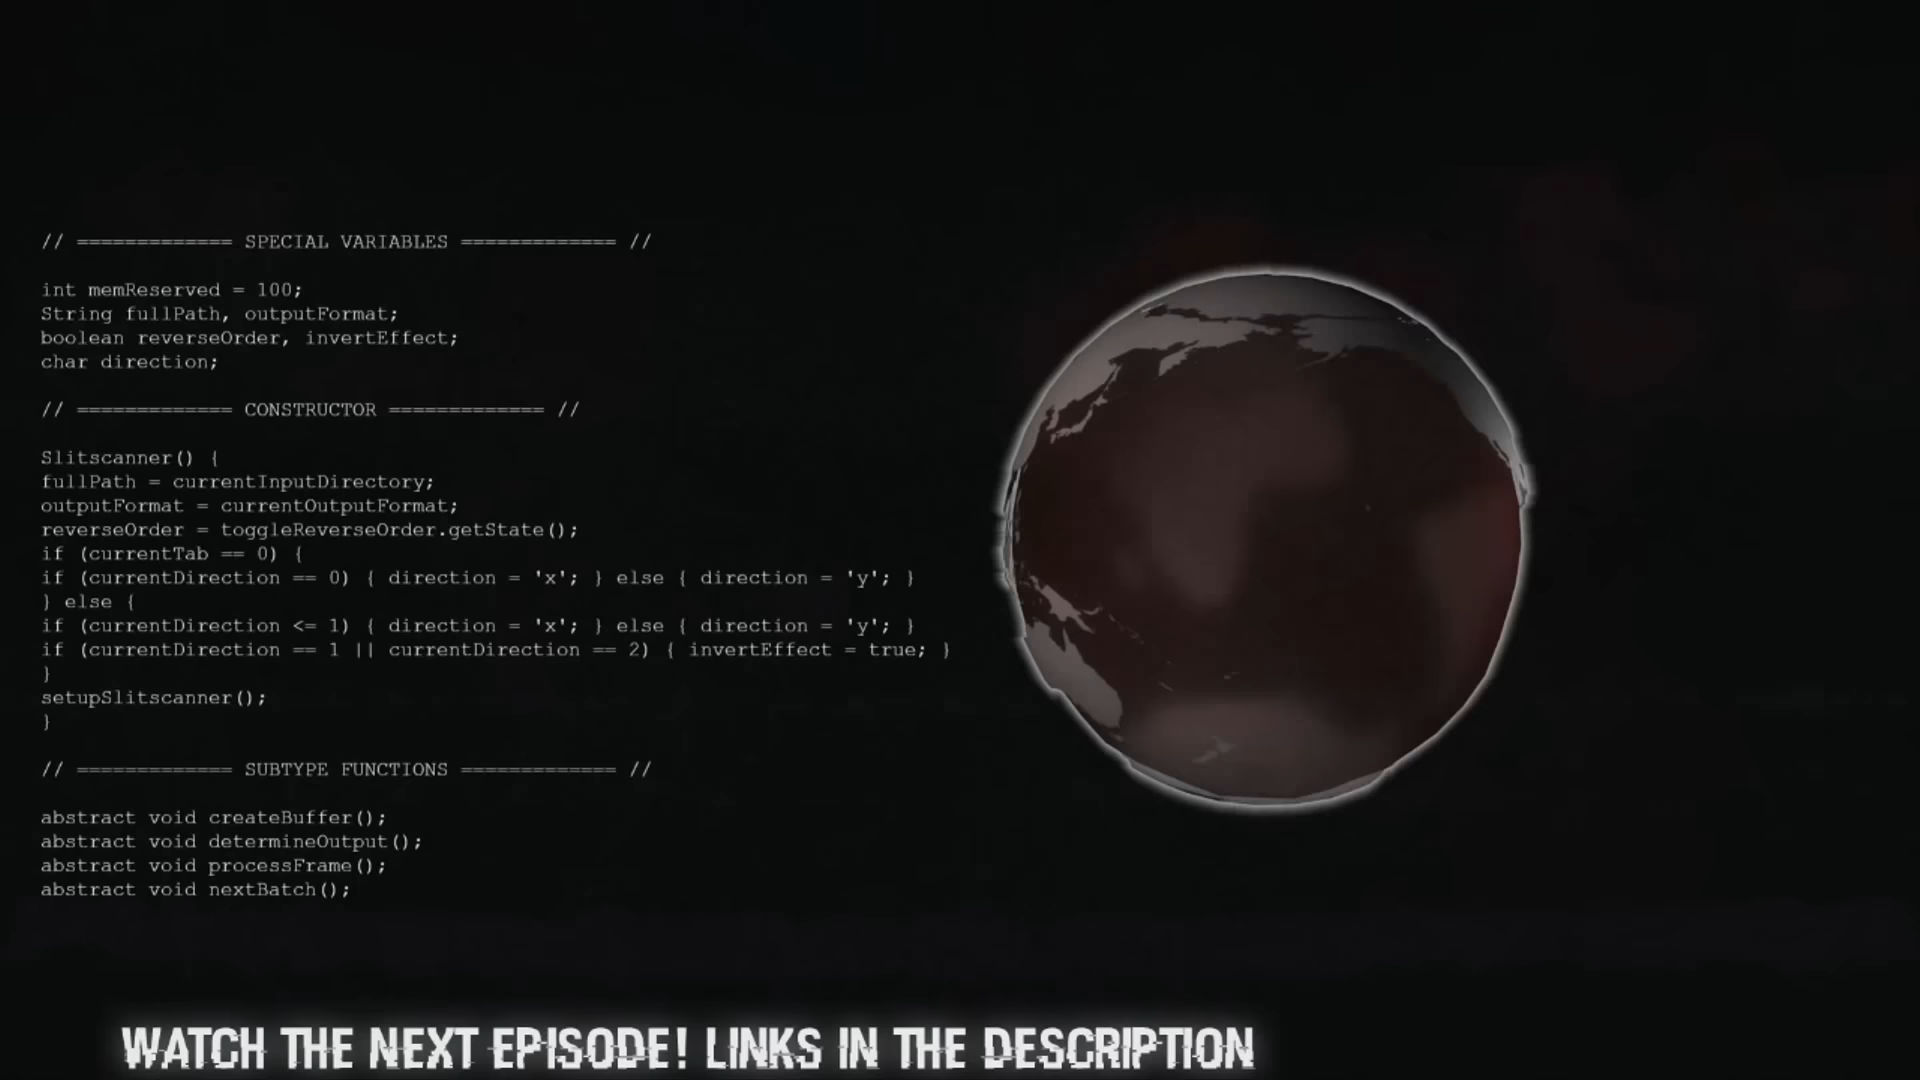 // ============= SPECIAL VARIABLES ============= //
int memReserved = 100;
String fullPath, outputFormat;
boolean reverseOrder, invertEffect;
char direction;
// ============= CONSTRUCTOR ============= //
Slitscanner() {
fullPath = currentInputDirectory;
outputFormat = currentOutputFormat;
reverseOrder = toggleReverseOrder.getState();
if (currentTab == 0) {
if (currentDirection == 0) { direction = 'x'; } else { direction = 'y'; }
} else {
if (currentDirection <= 1) { direction = 'x'; } else { direction = 'y'; }
if (currentDirection == 1 || currentDirection == 2) { invertEffect = true; }
}
setupSlitscanner();
}
// ============= SUBTYPE FUNCTIONS ============= //
abstract void createBuffer();
abstract void determineOutput();
abstract void processFrame();
abstract void nextBatch();
WATCH THE NEXT EPISODE! LINKS IN THE DESCRIPTION